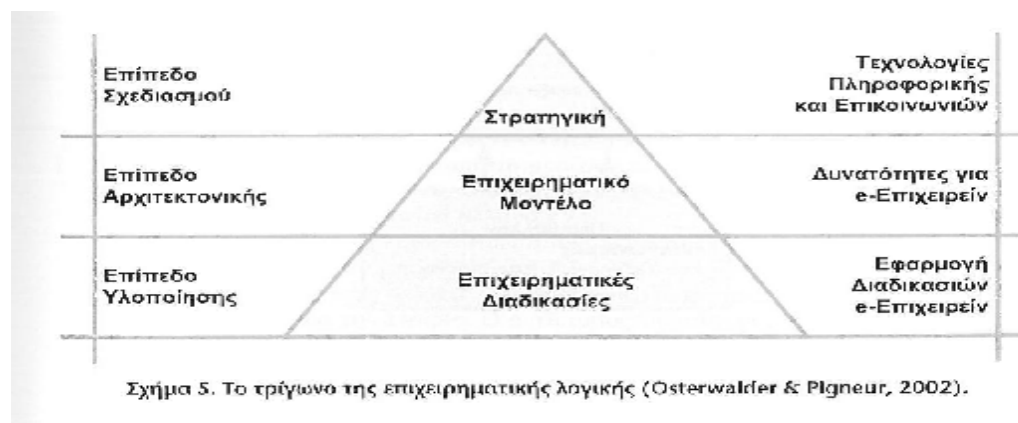 Επίπεδο
Σχεδιασμού
Στρατηγική
Τεχνολογίες
Πληροφορικής
και Επικοινωνιών
Επίπεδο
Αρχιτεκτονικής
Επιχειρηματικό
Μοντέλο
Δυνατότητες για
e-Επιχειρείν
Επίπεδο
Υλοποίησης
Επιχειρηματικές
Διαδικασίες
Εφαρμογή
Διαδικασιών
e-Επιχειρείν
Σχήμα 5. Το τρίγωνο της επιχειρηματικής λογικής (Osterwalder & Pigneur, 2002).